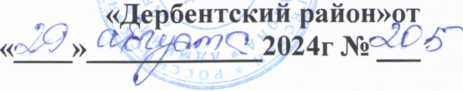 «Дербентский район»от
«29» августа 2024г №205